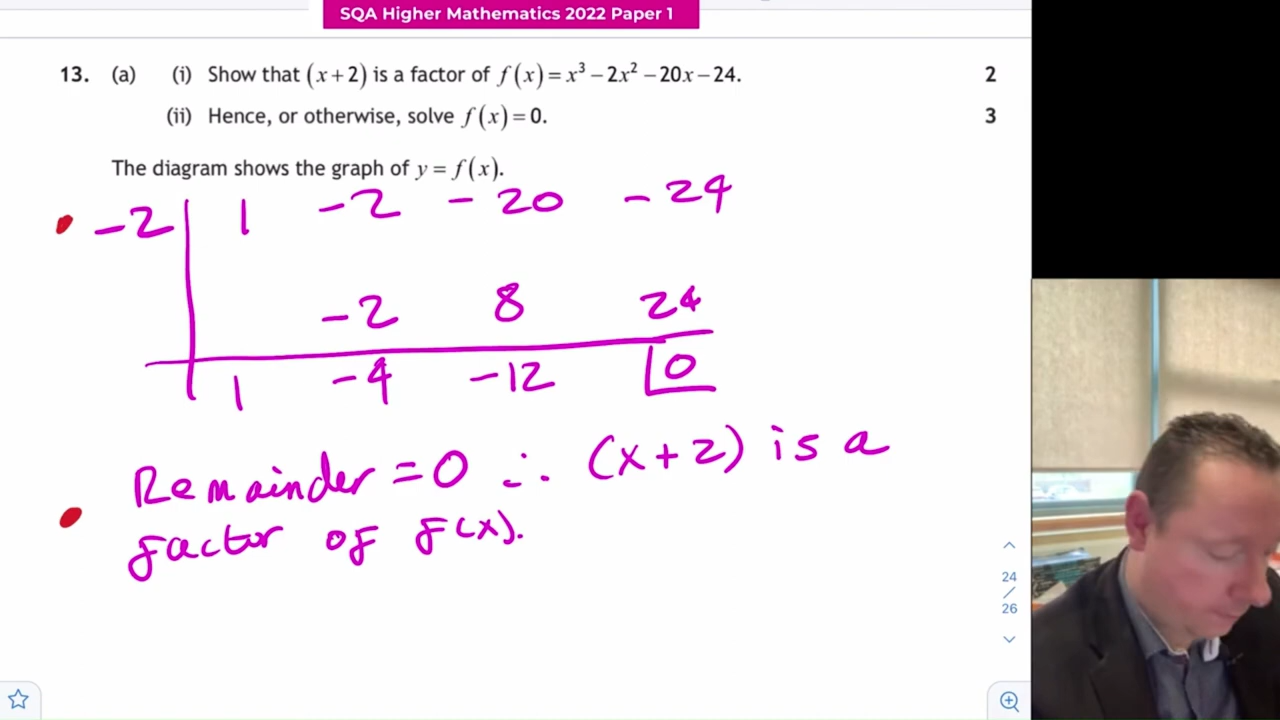 SQA Higher Mathematics 2022 Paper 1
13. (a) (i) Show that (x+2) is a factor of f(x)=x³−2x²−20x−24. 2
(ii) Hence, or otherwise, solve f(x)=0. 3
The diagram shows the graph of y=f(x).
-2 | 1 -2 -20 -24
-2 8 24
1 -4 -12 0
Remainder = 0 ∴ (x+2) is a
factor of f(x).
24
/
26